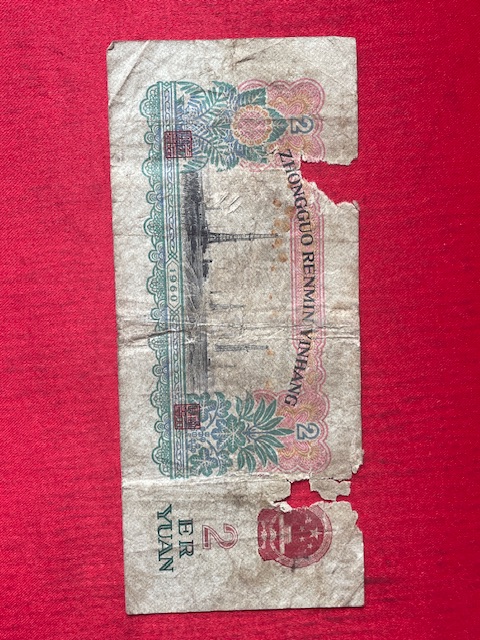 ZHONGGUO RENMIN YINHANG
2
2
1960
2
ER
YUAN